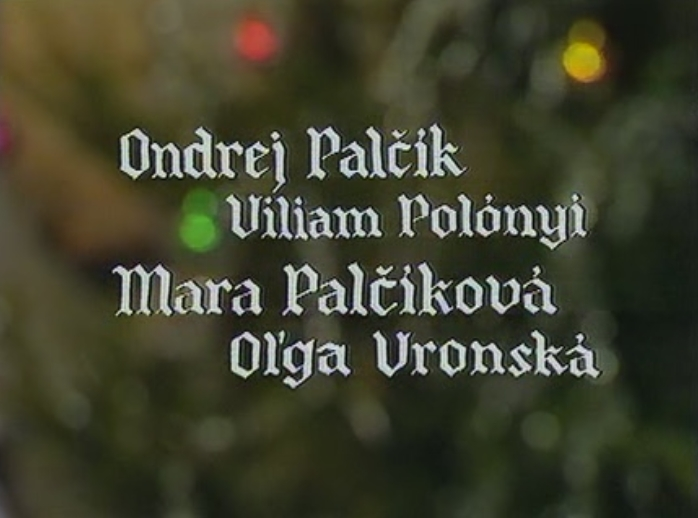 Ondrej Palčík
Viliam Polónyi
Mara Palčíková
Oľga Vronská